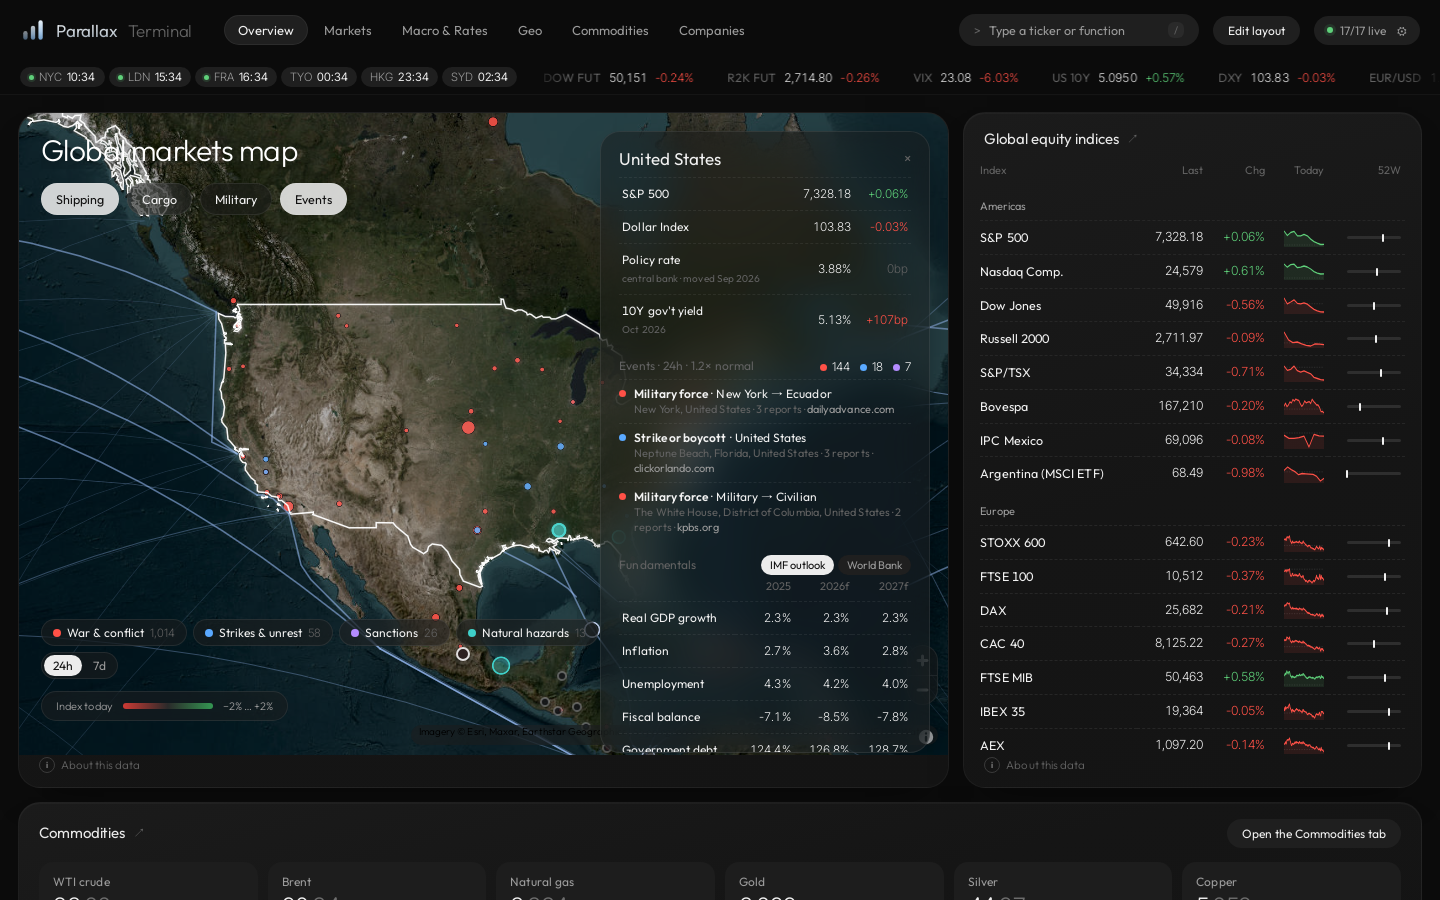 Parallax Terminal
Overview Markets Macro & Rates Geo Commodities Companies
> Type a ticker or function /
Edit layout
17/17 live
NYC 10:34 LDN 15:34 FRA 16:34 TYO 00:34 HKG 23:34 SYD 02:34
DOW FUT 50,151 -0.24% R2K FUT 2,714.80 -0.26% VIX 23.08 -6.03% US 10Y 5.0950 +0.57% DXY 103.83 -0.03% EUR/USD
Global markets map
Shipping Cargo Military Events
United States ×
S&P 500 7,328.18 +0.06%
Dollar Index 103.83 -0.03%
Policy rate 3.88% 0bp
central bank · moved Sep 2026
10Y gov't yield 5.13% +107bp
Oct 2026
Events · 24h · 1.2× normal 144 18 7
Military force · New York → Ecuador
New York, United States · 3 reports · dailyadvance.com
Strike or boycott · United States
Neptune Beach, Florida, United States · 3 reports ·
clickorlando.com
Military force · Military → Civilian
The White House, District of Columbia, United States · 2
reports · kpbs.org
Fundamentals IMF outlook World Bank
2025 2026f 2027f
Real GDP growth 2.3% 2.3% 2.3%
Inflation 2.7% 3.6% 2.8%
Unemployment 4.3% 4.2% 4.0%
Fiscal balance -7.1% -8.5% -7.8%
Government debt 124.4% 126.8% 128.7%
War & conflict 1,014 Strikes & unrest 58 Sanctions 26 Natural hazards
24h 7d
Index today −2% … +2%
Imagery © Esri, Maxar, Earthstar
About this data
Global equity indices
Index Last Chg Today 52W
Americas
S&P 500 7,328.18 +0.06%
Nasdaq Comp. 24,579 +0.61%
Dow Jones 49,916 -0.56%
Russell 2000 2,711.97 -0.09%
S&P/TSX 34,334 -0.71%
Bovespa 167,210 -0.20%
IPC Mexico 69,096 -0.08%
Argentina (MSCI ETF) 68.49 -0.98%
Europe
STOXX 600 642.60 -0.23%
FTSE 100 10,512 -0.37%
DAX 25,682 -0.21%
CAC 40 8,125.22 -0.27%
FTSE MIB 50,463 +0.58%
IBEX 35 19,364 -0.05%
AEX 1,097.20 -0.14%
About this data
Commodities
Open the Commodities tab
WTI crude Brent Natural gas Gold Silver Copper